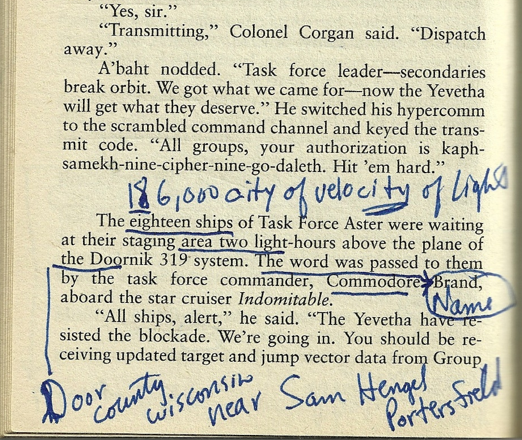 "Yes, sir."
"Transmitting," Colonel Corgan said. "Dispatch
away."
A'baht nodded. "Task force leader—secondaries
break orbit. We got what we came for—now the Yevetha
will get what they deserve." He switched his hypercomm
to the scrambled command channel and keyed the trans-
mit code. "All groups, your authorization is kaph-
samekh-nine-cipher-nine-go-daleth. Hit 'em hard."
186,000 city of velocity of light
The eighteen ships of Task Force Aster were waiting
at their staging area two light-hours above the plane of
the Doornik 319 system. The word was passed to them
by the task force commander, Commodore Brand,
aboard the star cruiser Indomitable.
Name
"All ships, alert," he said. "The Yevetha have re-
sisted the blockade. We're going in. You should be re-
ceiving updated target and jump vector data from Group
Door county wisconsin near Sam Hengel Portersfield